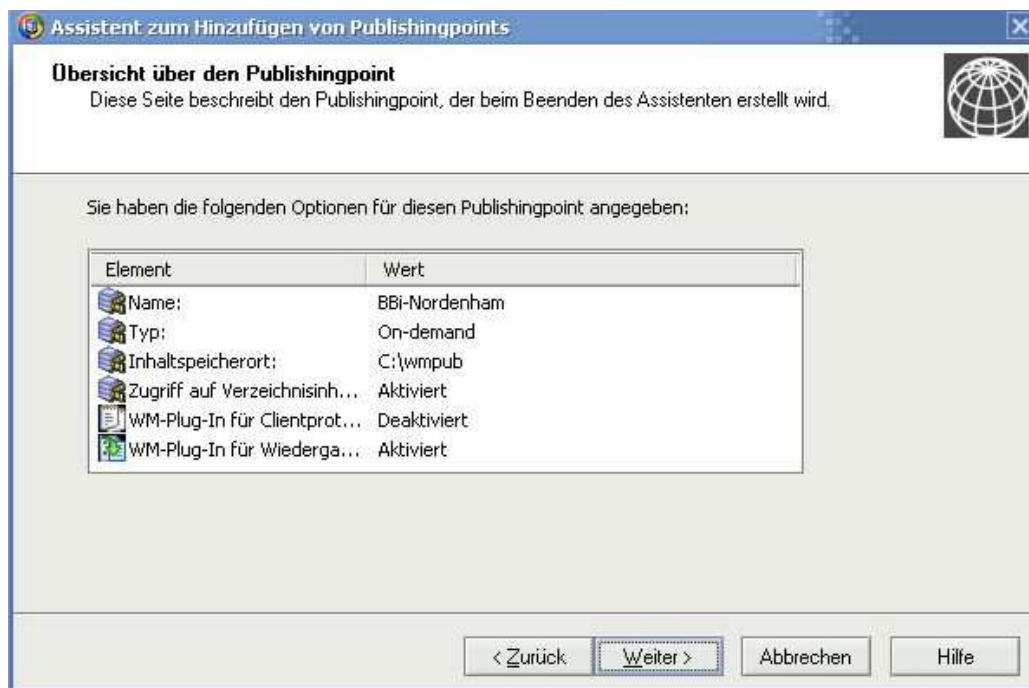 Assistent zum Hinzufügen von Publishingpoints
Übersicht über den Publishingpoint
Diese Seite beschreibt den Publishingpoint, der beim Beenden des Assistenten erstellt wird.
Sie haben die folgenden Optionen für diesen Publishingpoint angegeben:
Element Wert
Name: BBi-Nordenham
Typ: On-demand
Inhaltspeicherort: C:\wmpub
Zugriff auf Verzeichnisinh... Aktiviert
WM-Plug-In für Clientprot... Deaktiviert
WM-Plug-In für Wiederga... Aktiviert
< Zurück Weiter > Abbrechen Hilfe